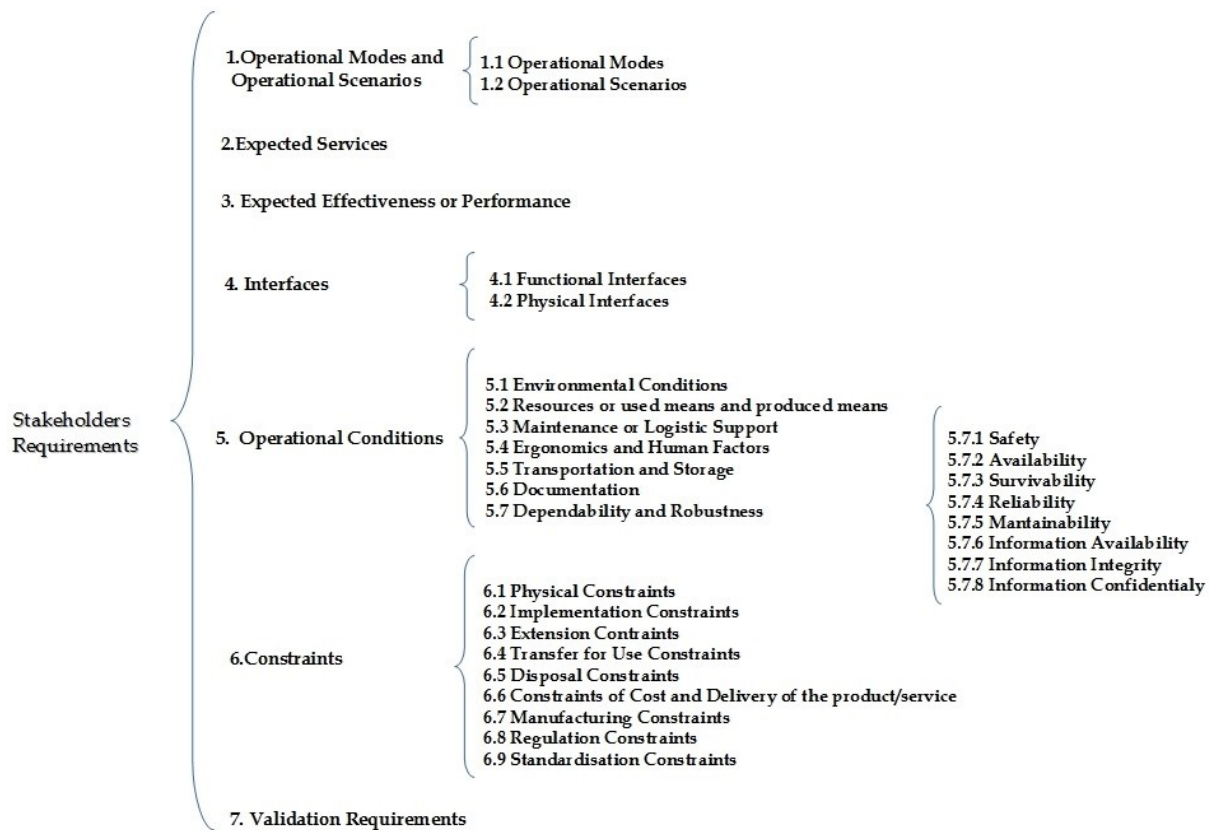 Stakeholders
Requirements
1.Operational Modes and
Operational Scenarios
1.1 Operational Modes
1.2 Operational Scenarios
2.Expected Services
3. Expected Effectiveness or Performance
4. Interfaces
4.1 Functional Interfaces
4.2 Physical Interfaces
5. Operational Conditions
5.1 Environmental Conditions
5.2 Resources or used means and produced means
5.3 Maintenance or Logistic Support
5.4 Ergonomics and Human Factors
5.5 Transportation and Storage
5.6 Documentation
5.7 Dependability and Robustness
5.7.1 Safety
5.7.2 Availability
5.7.3 Survivability
5.7.4 Reliability
5.7.5 Mantainability
5.7.6 Information Availability
5.7.7 Information Integrity
5.7.8 Information Confidentialy
6.Constraints
6.1 Physical Constraints
6.2 Implementation Constraints
6.3 Extension Contraints
6.4 Transfer for Use Constraints
6.5 Disposal Constraints
6.6 Constraints of Cost and Delivery of the product/service
6.7 Manufacturing Constraints
6.8 Regulation Constraints
6.9 Standardisation Constraints
7. Validation Requirements